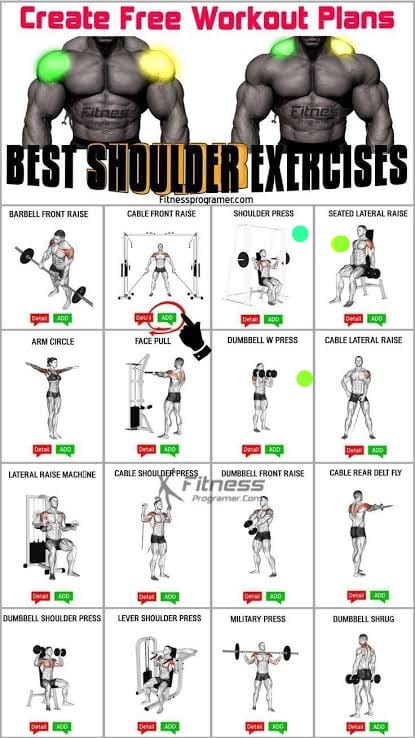 Create Free Workout Plans
Fitness
Programer.Com
Fitness
Programer.Com
BEST SHOULDER EXERCISES
Fitnessprogramer.com
BARBELL FRONT RAISE
CABLE FRONT RAISE
SHOULDER PRESS
SEATED LATERAL RAISE
Detail ADD
Detail ADD
Detail ADD
Detail ADD
ARM CIRCLE
FACE PULL
DUMBBELL W PRESS
CABLE LATERAL RAISE
Detail ADD
Detail ADD
Detail ADD
Detail ADD
LATERAL RAISE MACHINE
CABLE SHOULDER PRESS
DUMBBELL FRONT RAISE
CABLE REAR DELT FLY
Fitness
Programer.Com
Detail ADD
Detail ADD
Detail ADD
Detail ADD
DUMBBELL SHOULDER PRESS
LEVER SHOULDER PRESS
MILITARY PRESS
DUMBBELL SHRUG
Detail ADD
Detail ADD
Detail ADD
Detail ADD